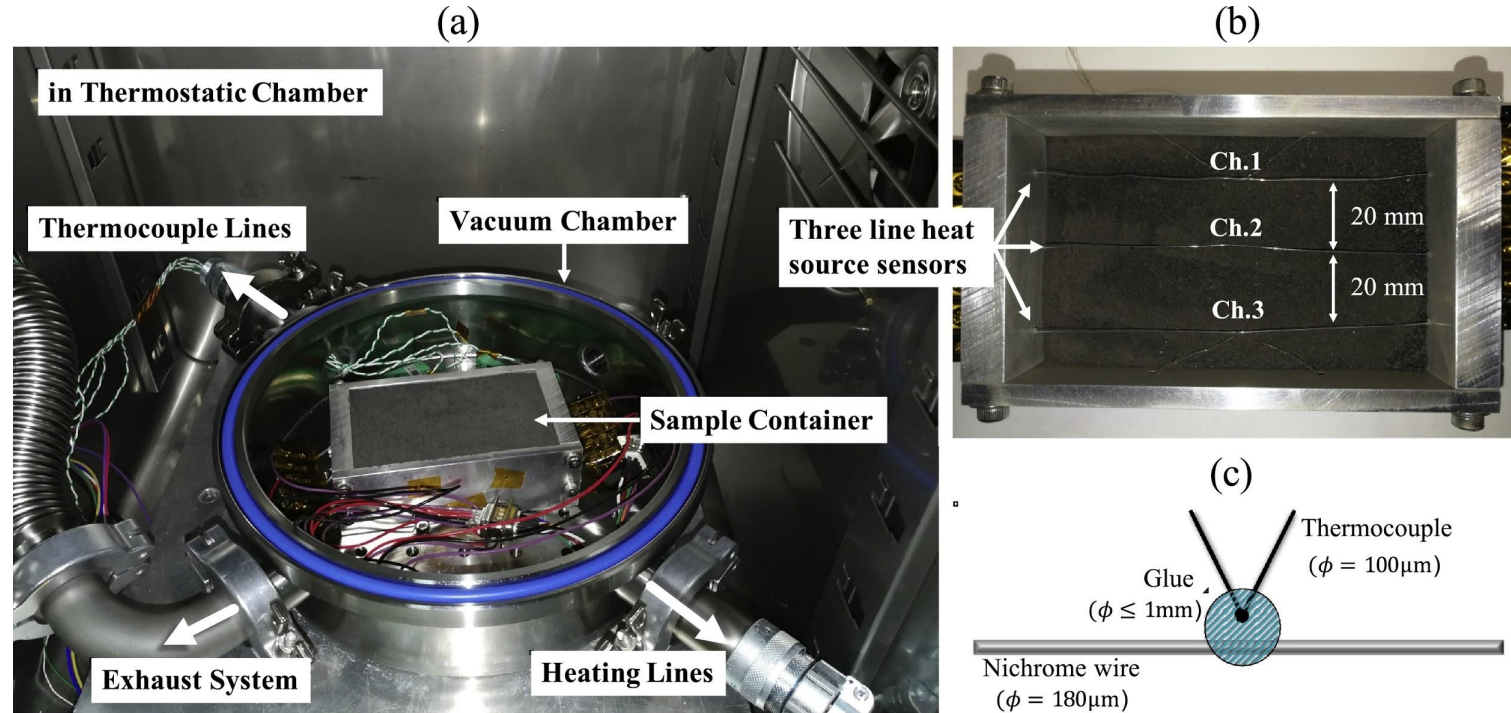 (a)
in Thermostatic Chamber
Thermocouple Lines
Vacuum Chamber
Sample Container
Exhaust System
Heating Lines
(b)
Ch.1
20 mm
Three line heat
source sensors
Ch.2
20 mm
Ch.3
(c)
Thermocouple
(ϕ = 100μm)
Glue
(ϕ ≤ 1mm)
Nichrome wire
(ϕ = 180μm)